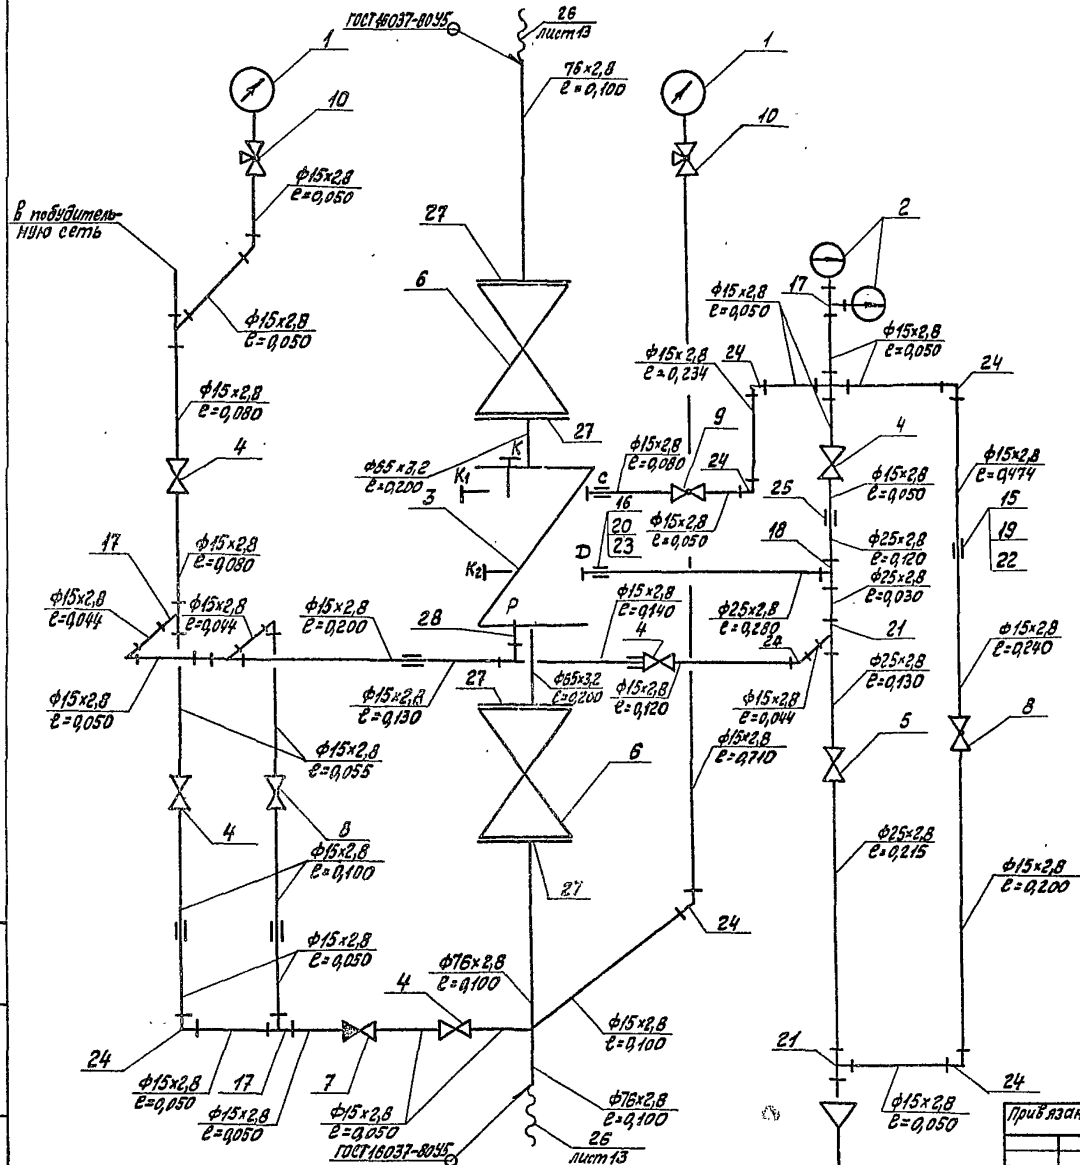 ГОСТ16037-80У5
26
лист 13
1
1
76×2,8
ℓ=0,100
10
10
ф15×2,8
ℓ=0,050
В побудитель-
ную сеть
27
2
6
17
ф15×2,8
ℓ=0,050
ф15×2,8
ℓ=0,050
ф15×2,8
ℓ=0,050
ф15×2,8
ℓ=0,234
24
24
ф15×2,8
ℓ=0,080
27
9
4
4
К
ф65×3,2
ℓ=0,200
К1
С
ф15×2,8
ℓ=0,080
24
ф15×2,8
ℓ=0,474
3
16
20
23
ф15×2,8
ℓ=0,050
ф15×2,8
ℓ=0,050
25
15
19
22
17
ф15×2,8
ℓ=0,080
18
ф25×2,8
ℓ=0,120
К2
D
ф15×2,8
ℓ=0,044
ф15×2,8
ℓ=0,044
ф15×2,8
ℓ=0,200
Р
28
ф15×2,8
ℓ=0,140
ф25×2,8
ℓ=0,280
ф25×2,8
ℓ=0,030
4
21
24
ф15×2,8
ℓ=0,240
ф15×2,8
ℓ=0,050
ф15×2,8
ℓ=0,130
27
ф65×3,2
ℓ=0,200
ф15×2,8
ℓ=0,120
ф15×2,8
ℓ=0,044
ф25×2,8
ℓ=0,130
ф15×2,8
ℓ=0,055
6
ф15×2,8
ℓ=0,710
5
8
4
8
ф15×2,8
ℓ=0,100
ф25×2,8
ℓ=0,215
27
ф15×2,8
ℓ=0,200
24
ф15×2,8
ℓ=0,050
ф76×2,8
ℓ=0,100
4
ф15×2,8
ℓ=0,100
24
ф15×2,8
ℓ=0,050
17
7
21
24
ф15×2,8
ℓ=0,050
ф15×2,8
ℓ=0,050
ф76×2,8
ℓ=0,100
ф15×2,8
ℓ=0,050
ГОСТ16037-80У5
26
лист 13
Привязан